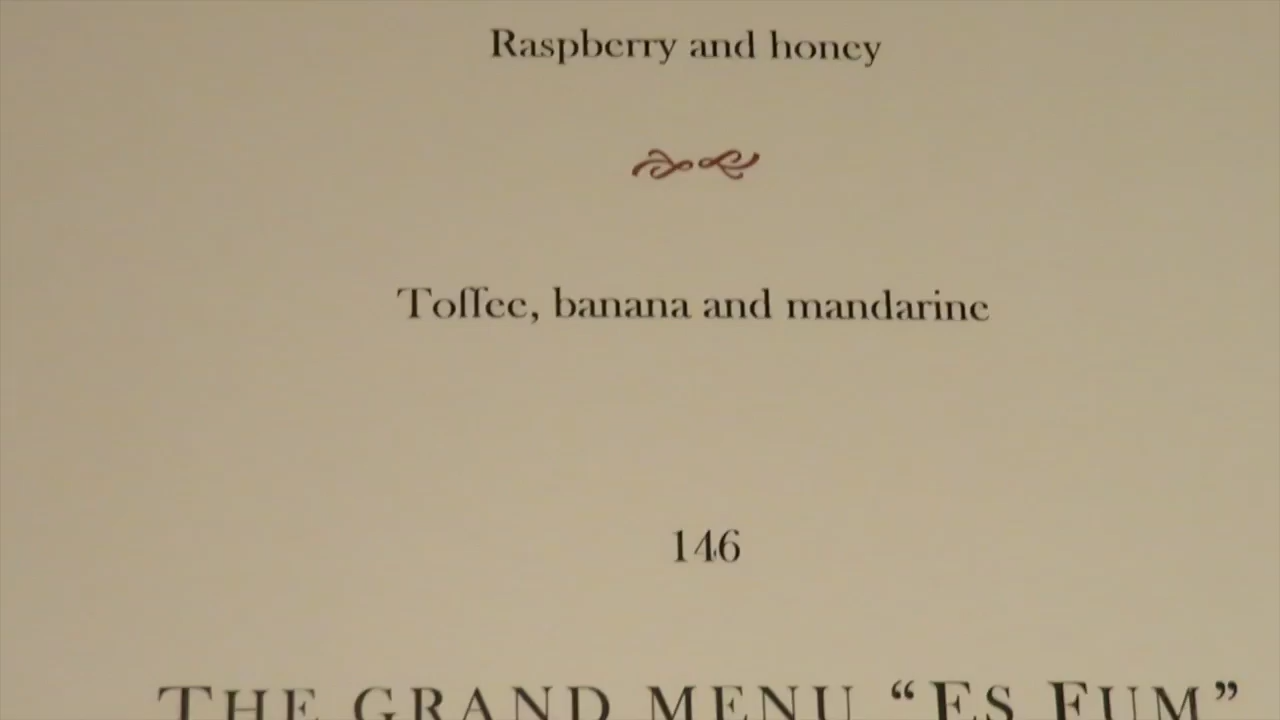 Raspberry and honey
Toffee, banana and mandarine
146
THE GRAND MENU “ES FUM”